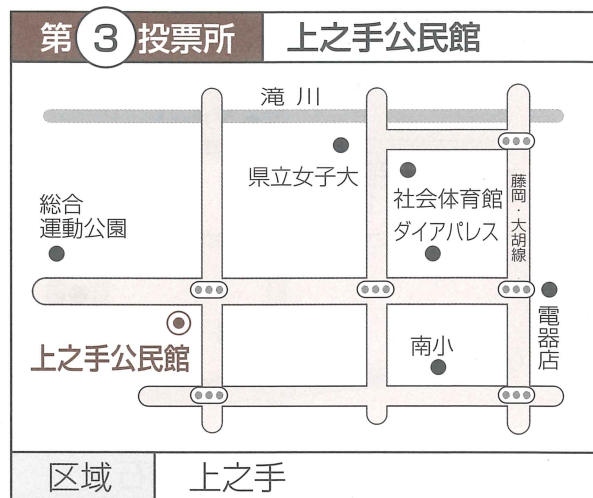 第3投票所 上之手公民館
滝川
県立女子大
社会体育館
ダイアパレス
藤岡・大胡線
総合
運動公園
上之手公民館
電器店
南小
区域 上之手